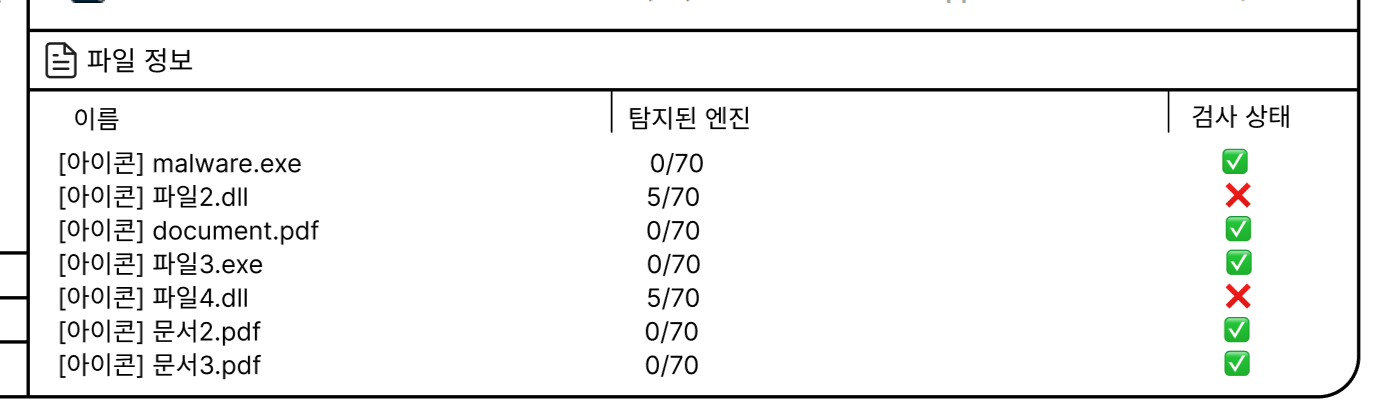 파일 정보
이름 탐지된 엔진 검사 상태
[아이콘] malware.exe 0/70 ✅
[아이콘] 파일2.dll 5/70 ❌
[아이콘] document.pdf 0/70 ✅
[아이콘] 파일3.exe 0/70 ✅
[아이콘] 파일4.dll 5/70 ❌
[아이콘] 문서2.pdf 0/70 ✅
[아이콘] 문서3.pdf 0/70 ✅